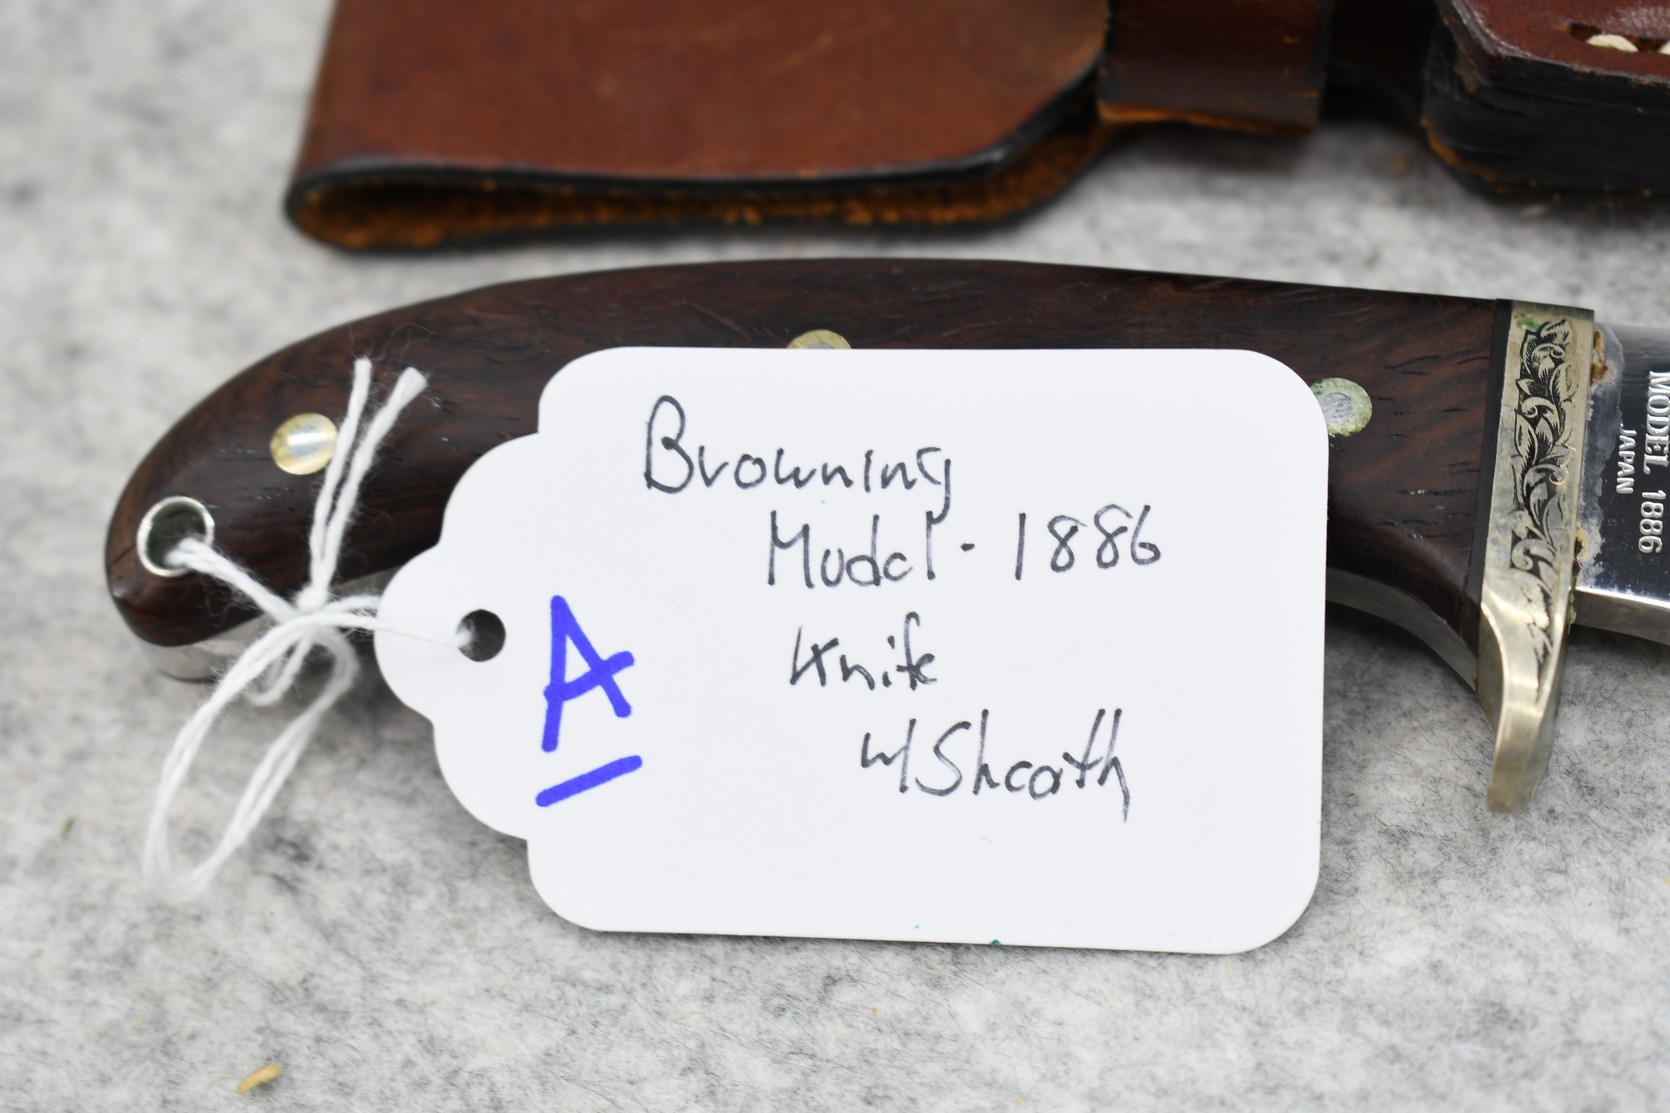 Browning
Model - 1886
Knife
w/Sheath
A
MODEL 1886
JAPAN